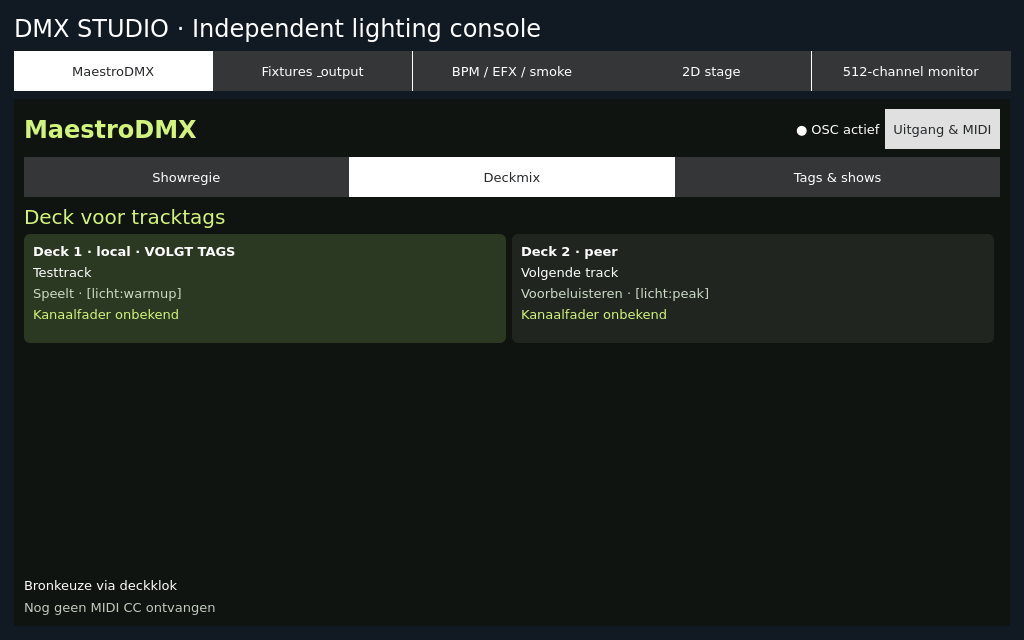 DMX STUDIO · Independent lighting console
MaestroDMX
Fixtures _output
BPM / EFX / smoke
2D stage
512-channel monitor
MaestroDMX
● OSC actief
Uitgang & MIDI
Showregie
Deckmix
Tags & shows
Deck voor tracktags
Deck 1 · local · VOLGT TAGS
Testtrack
Speelt · [licht:warmup]
Kanaalfader onbekend
Deck 2 · peer
Volgende track
Voorbeluisteren · [licht:peak]
Kanaalfader onbekend
Bronkeuze via deckklok
Nog geen MIDI CC ontvangen